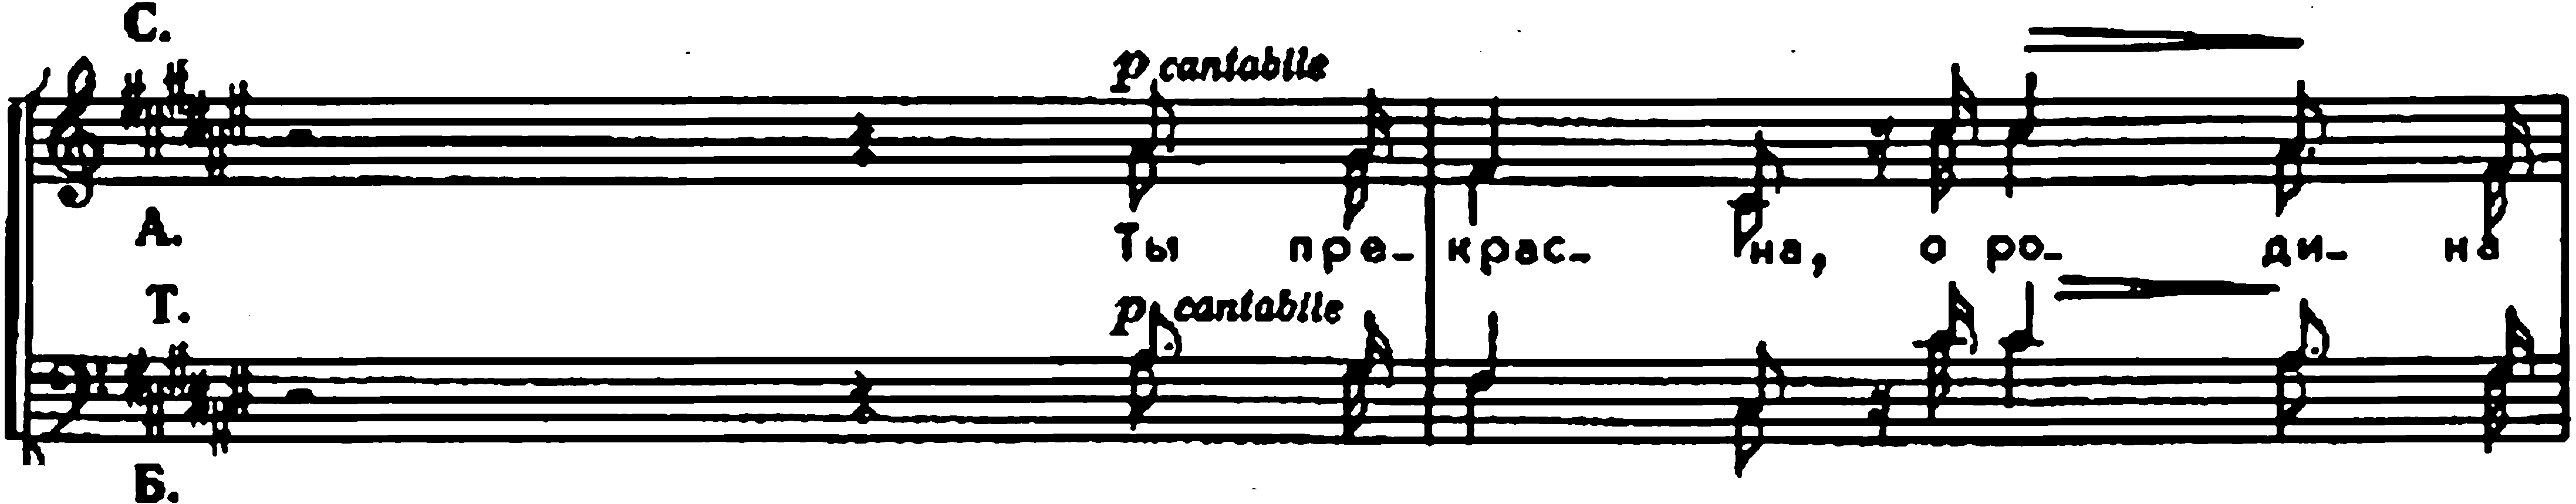 С.
p cantabile
А.
Ты пре- крас- на, о ро- ди- на
Т.
p cantabile
Б.